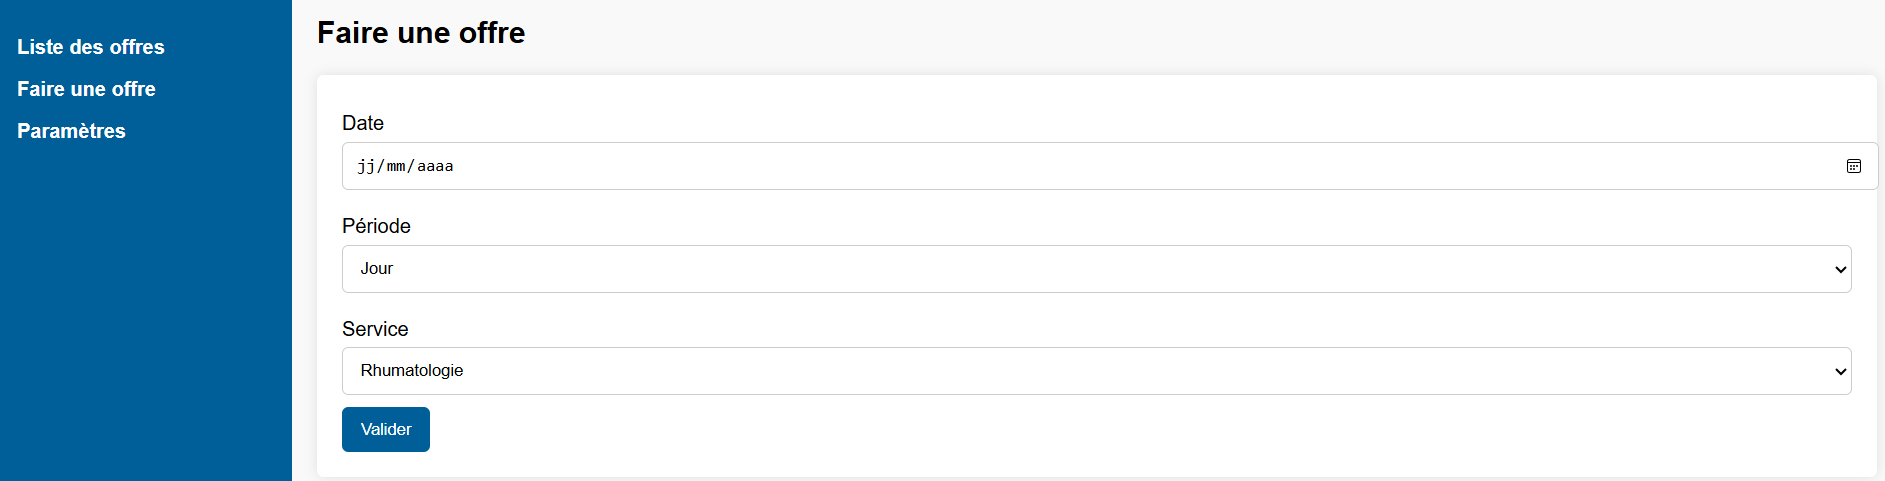 Liste des offres
Faire une offre
Paramètres
Faire une offre
Date
jj/mm/aaaa
Période
Jour
Service
Rhumatologie
Valider